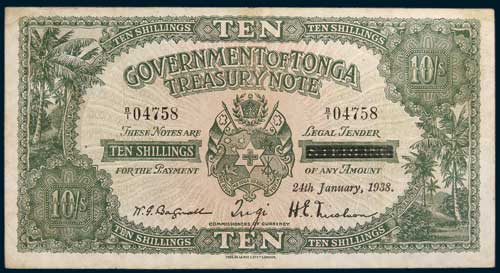 TEN
TEN SHILLINGS TEN SHILLINGS
GOVERNMENT OF TONGA
TREASURY NOTE
10/- 10/-
B/1 04758 B/1 04758
THESE NOTES ARE LEGAL TENDER
TEN SHILLINGS
FOR THE PAYMENT OF ANY AMOUNT
24th January, 1938.
COMMISSIONERS OF CURRENCY
10/- 10/-
TEN SHILLINGS TEN SHILLINGS
TEN